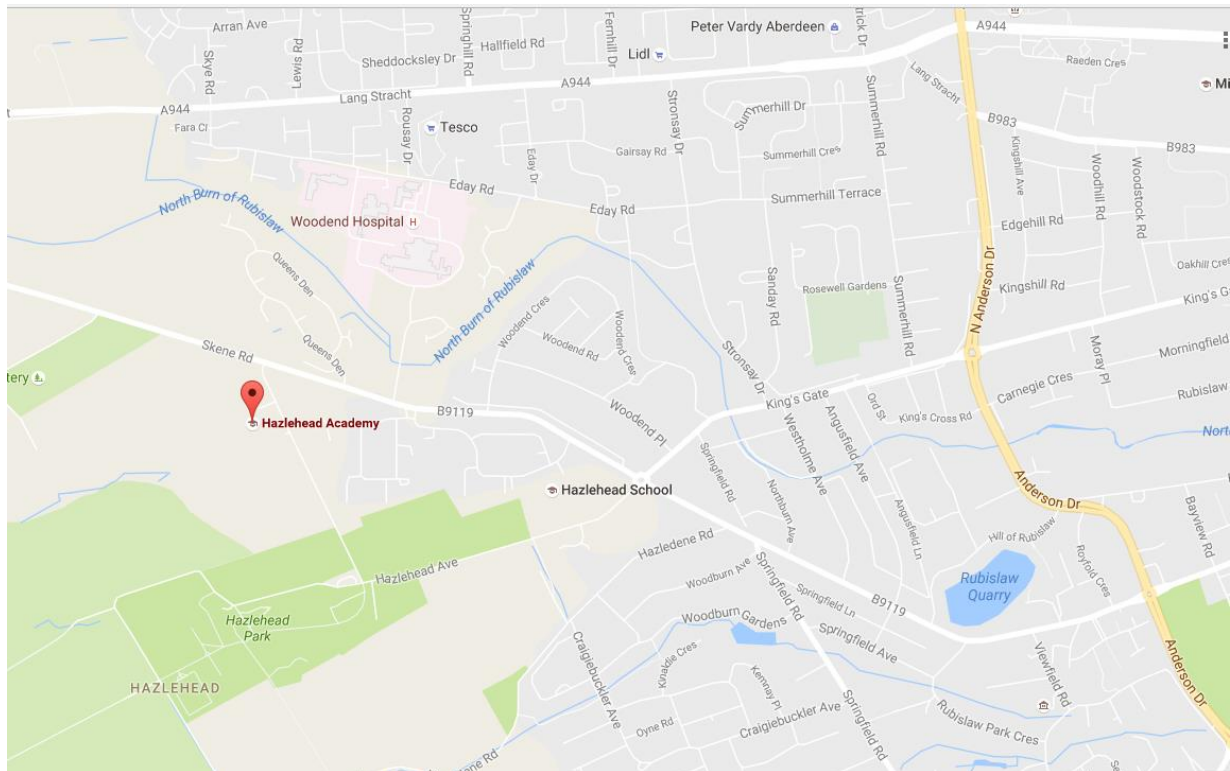 Arran Ave
Springhill Rd
Fernhill Dr
Peter Vardy Aberdeen
A944
Skye Rd
Lewis Rd
Sheddocksley Dr
Hallfield Rd
Lidl
Lang Stracht
Raeden Cres
A944
Lang Stracht
Fara Cl
Rousay Dr
Tesco
Stronsay Dr
Summerhill Dr
Summerhill Rd
B983
B983
Gairsay Rd
Summerhill Cres
Eday Dr
Kingshill Ave
Woodhill Rd
Woodstock Rd
Eday Rd
Summerhill Terrace
North Burn of Rubislaw
Woodend Hospital
H
Eday Rd
Edgehill Rd
Queens Den
North Burn of Rubislaw
Sanday Rd
Rosewell Gardens
N Anderson Dr
Oakhill Cres
Kingshill Rd
Summerhill Rd
Woodend Cres
Woodend Cres
Woodend Rd
Skene Rd
Queens Den
Stronsay Dr
King's Gate
Moray Pl
Morningfield
Hazlehead Academy
B9119
Woodend Pl
King's Gate
Ord St
Carnegie Cres
Rubislaw
King's Cross Rd
Westholme Ave
Angusfield Ave
Springfield Rd
Hazlehead School
Northburn Ave
Angusfield Ln
Anderson Dr
Bayview Rd
Hazledene Rd
Hill of Rubislaw
Royfold Cres
Hazlehead Ave
Woodburn Ave
Springfield Rd
Springfield Ln
B9119
Rubislaw
Quarry
Hazlehead
Park
Woodburn
Gardens
Springfield Ave
Craigiebuckler Ave
Kinaldie Cres
Kemnay Pl
Viewfield Rd
Anderson Dr
HAZLEHEAD
Oyne Rd
Craigiebuckler Ave
Springfield Rd
Rubislaw Park Cres